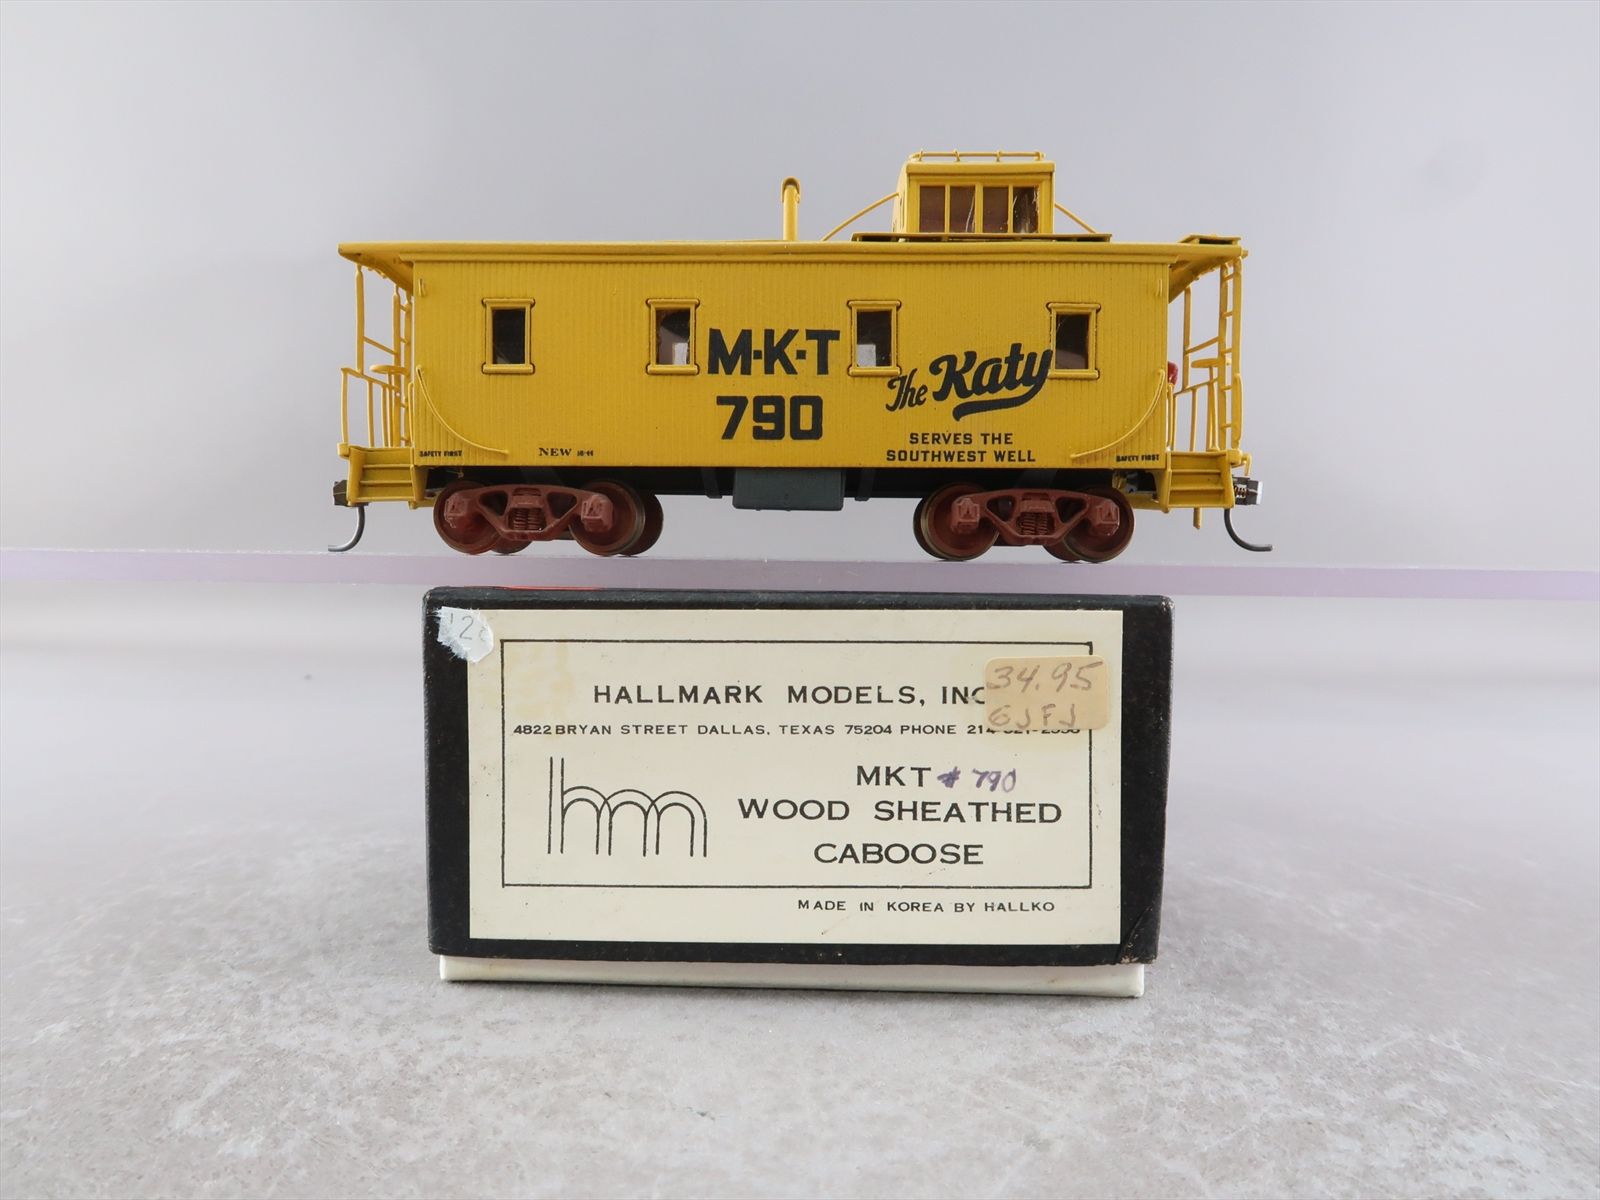 M·K·T
790
The Katy
SERVES THE
SOUTHWEST WELL
SAFETY FIRST
NEW
SAFETY FIRST
HALLMARK MODELS, INC
34.95
4822 BRYAN STREET DALLAS, TEXAS 75204 PHONE
hm
MKT # 790
WOOD SHEATHED
CABOOSE
MADE IN KOREA BY HALLKO